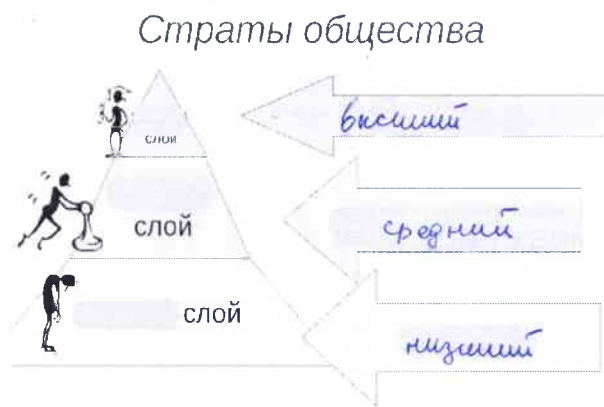 Страты общества
высший
слой
средний
слой
низший
слой